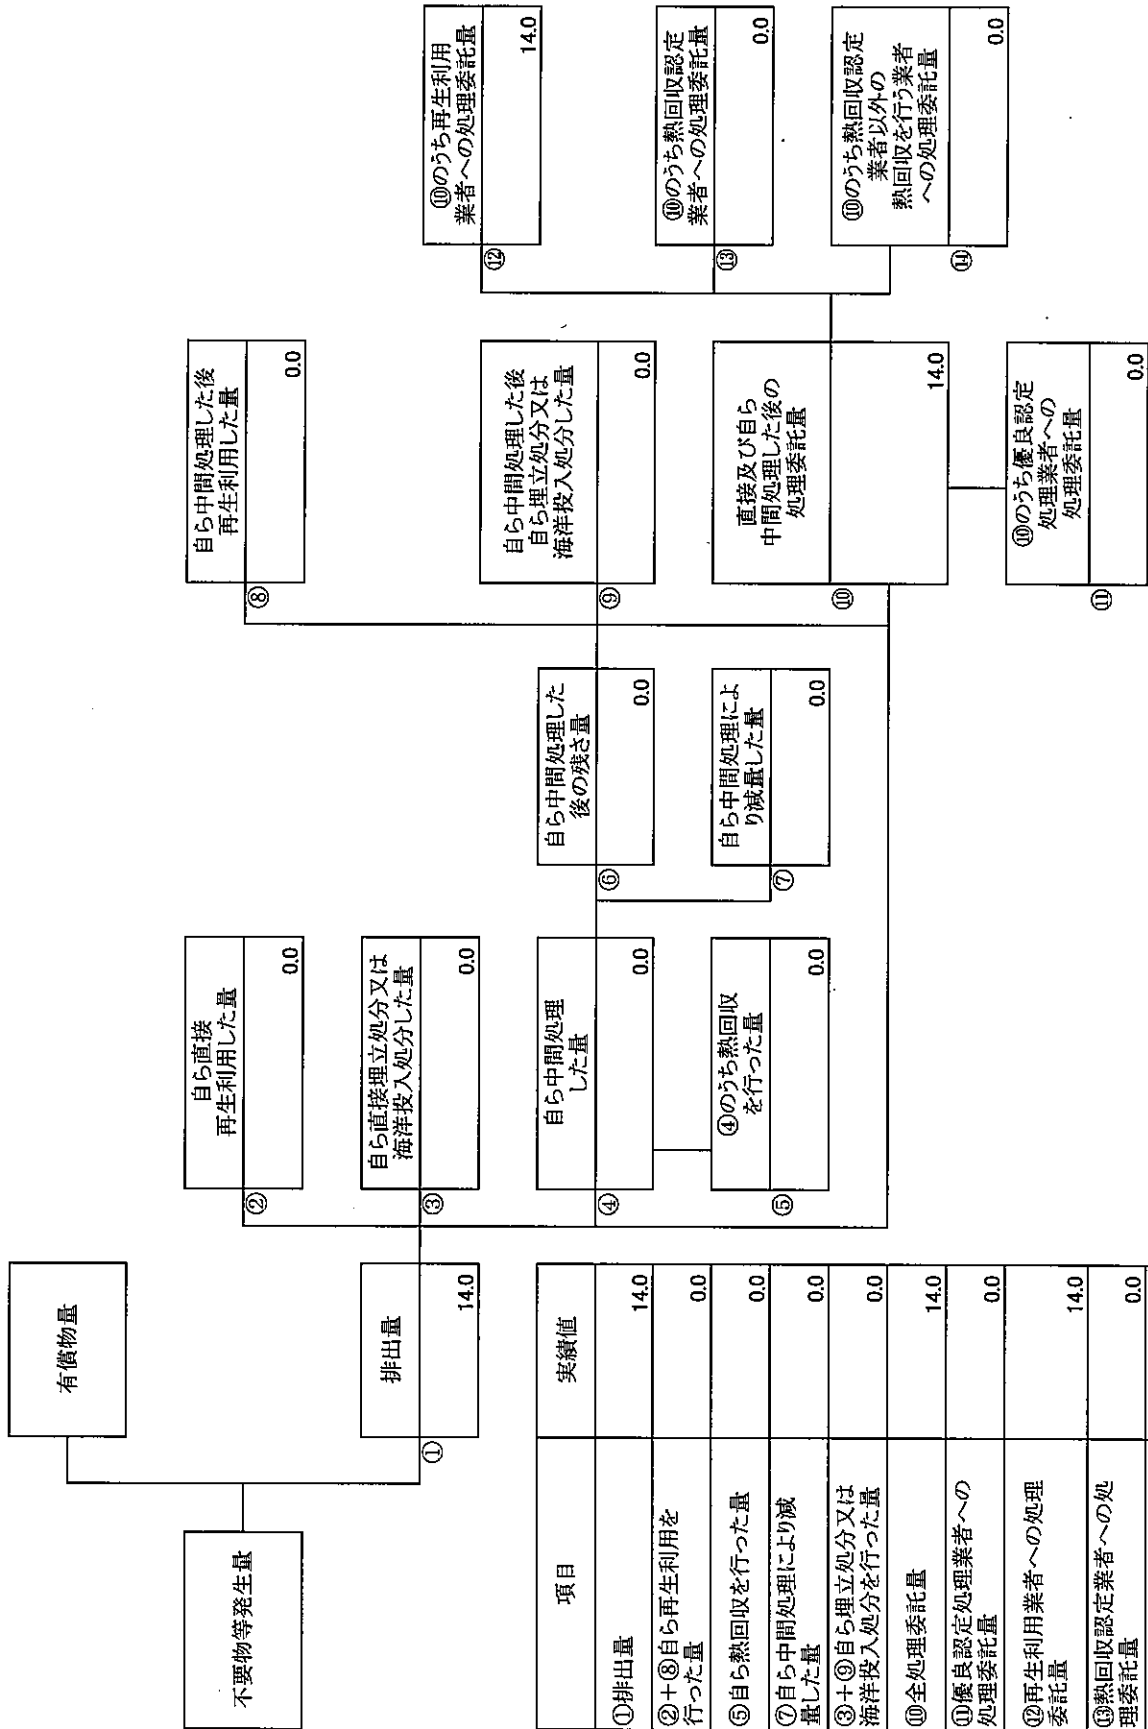 不要物等発生量
有償物量
排出量
①
14.0
自ら直接
再生利用した量
②
0.0
自ら直接埋立処分又は
海洋投入処分した量
③
0.0
自ら中間処理
した量
④
0.0
④のうち熱回収
を行った量
⑤
0.0
自ら中間処理した
後の残さ量
⑥
0.0
自ら中間処理によ
り減量した量
⑦
0.0
自ら中間処理した後
再生利用した量
⑧
0.0
自ら中間処理した後
自ら埋立処分又は
海洋投入処分した量
⑨
0.0
直接及び自ら
中間処理した後の
処理委託量
⑩
14.0
⑩のうち優良認定
処理業者への
処理委託量
⑪
0.0
⑩のうち再生利用
業者への処理委託量
⑫
14.0
⑩のうち熱回収認定
業者への処理委託量
⑬
0.0
⑩のうち熱回収認定
業者以外の
熱回収を行う業者
への処理委託量
⑭
0.0
項目 実績値
①排出量 14.0
②+⑧自ら再生利用を
行った量 0.0
⑤自ら熱回収を行った量 0.0
⑦自ら中間処理により減
量した量 0.0
③+⑨自ら埋立処分又は
海洋投入処分を行った量 0.0
⑩全処理委託量 14.0
⑪優良認定処理業者への
処理委託量 0.0
⑫再生利用業者への処理
委託量 14.0
⑬熱回収認定業者への処
理委託量 0.0